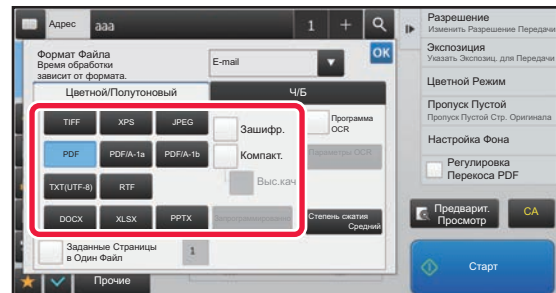 Адрес
aaa
1
Формат Файла
Время обработки
зависит от формата.
E-mail
OK
Цветной/Полутоновый
Ч/Б
TIFF
XPS
JPEG
Зашифр.
Программа
OCR
PDF
PDF/A-1a
PDF/A-1b
Компакт.
Параметры OCR
TXT(UTF-8)
RTF
Выс.кач
DOCX
XLSX
PPTX
Запрограммирование
Степень сжатия
Средний
Заданные Страницы
в Один Файл
1
Прочие
Разрешение
Изменить Разрешение Передачи
Экспозиция
Указать Экспозиц. для Передачи
Цветной Режим
Пропуск Пустой
Пропуск Пустой Стр. Оригинала
Настройка Фона
Регулировка
Перекоса PDF
Предварит.
Просмотр
CA
Старт